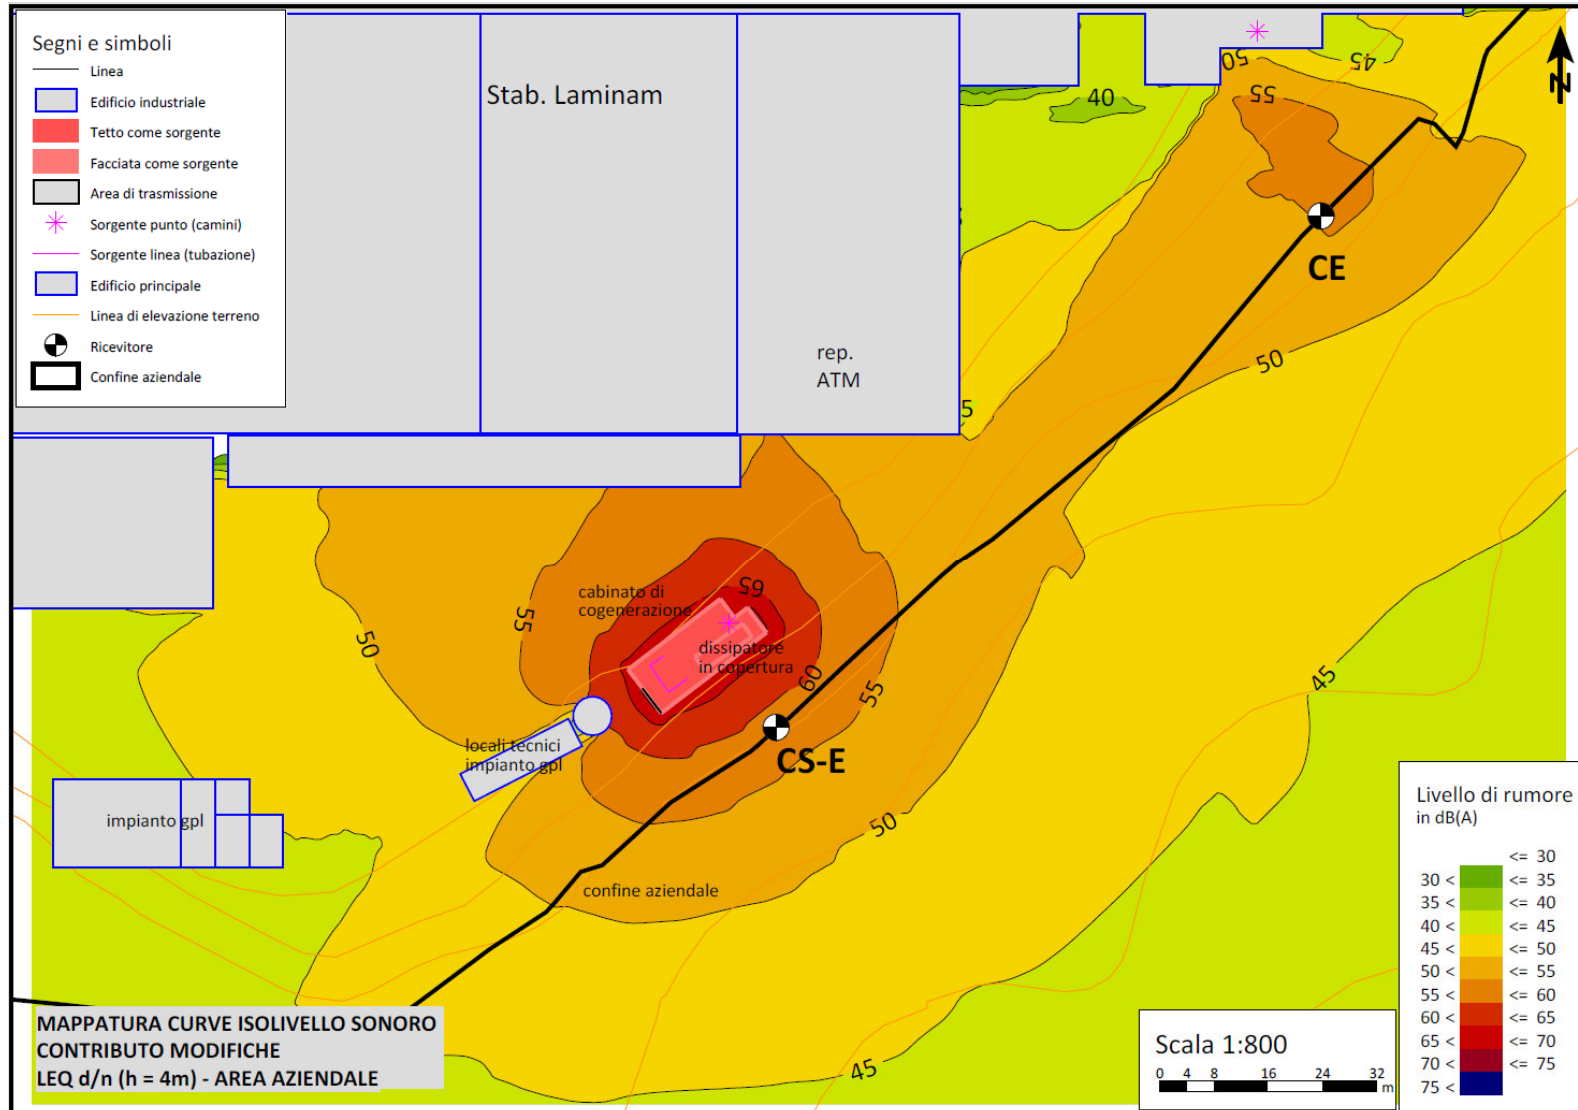 Segni e simboli
Linea
Edificio industriale
Tetto come sorgente
Facciata come sorgente
Area di trasmissione
Sorgente punto (camini)
Sorgente linea (tubazione)
Edificio principale
Linea di elevazione terreno
Ricevitore
Confine aziendale
Stab. Laminam
rep.
ATM
N
50
45
55
40
CE
50
5
cabinato di
cogenerazione
65
dissipatore
in copertura
55
50
60
55
45
CS-E
locali tecnici
impianto gpl
impianto gpl
50
confine aziendale
45
MAPPATURA CURVE ISOLIVELLO SONORO
CONTRIBUTO MODIFICHE
LEQ d/n (h = 4m) - AREA AZIENDALE
Scala 1:800
0 4 8 16 24 32
m
Livello di rumore
in dB(A)
<= 30
30 < <= 35
35 < <= 40
40 < <= 45
45 < <= 50
50 < <= 55
55 < <= 60
60 < <= 65
65 < <= 70
70 < <= 75
75 <